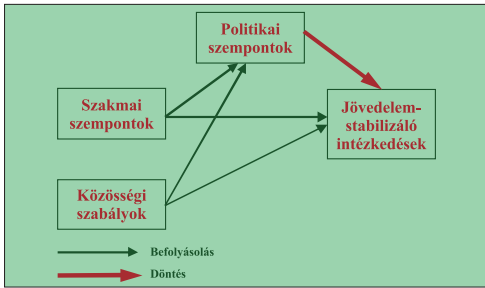 Politikai
szempontok
Szakmai
szempontok
Jövedelem-
stabilizáló
intézkedések
Közösségi
szabályok
Befolyásolás
Döntés